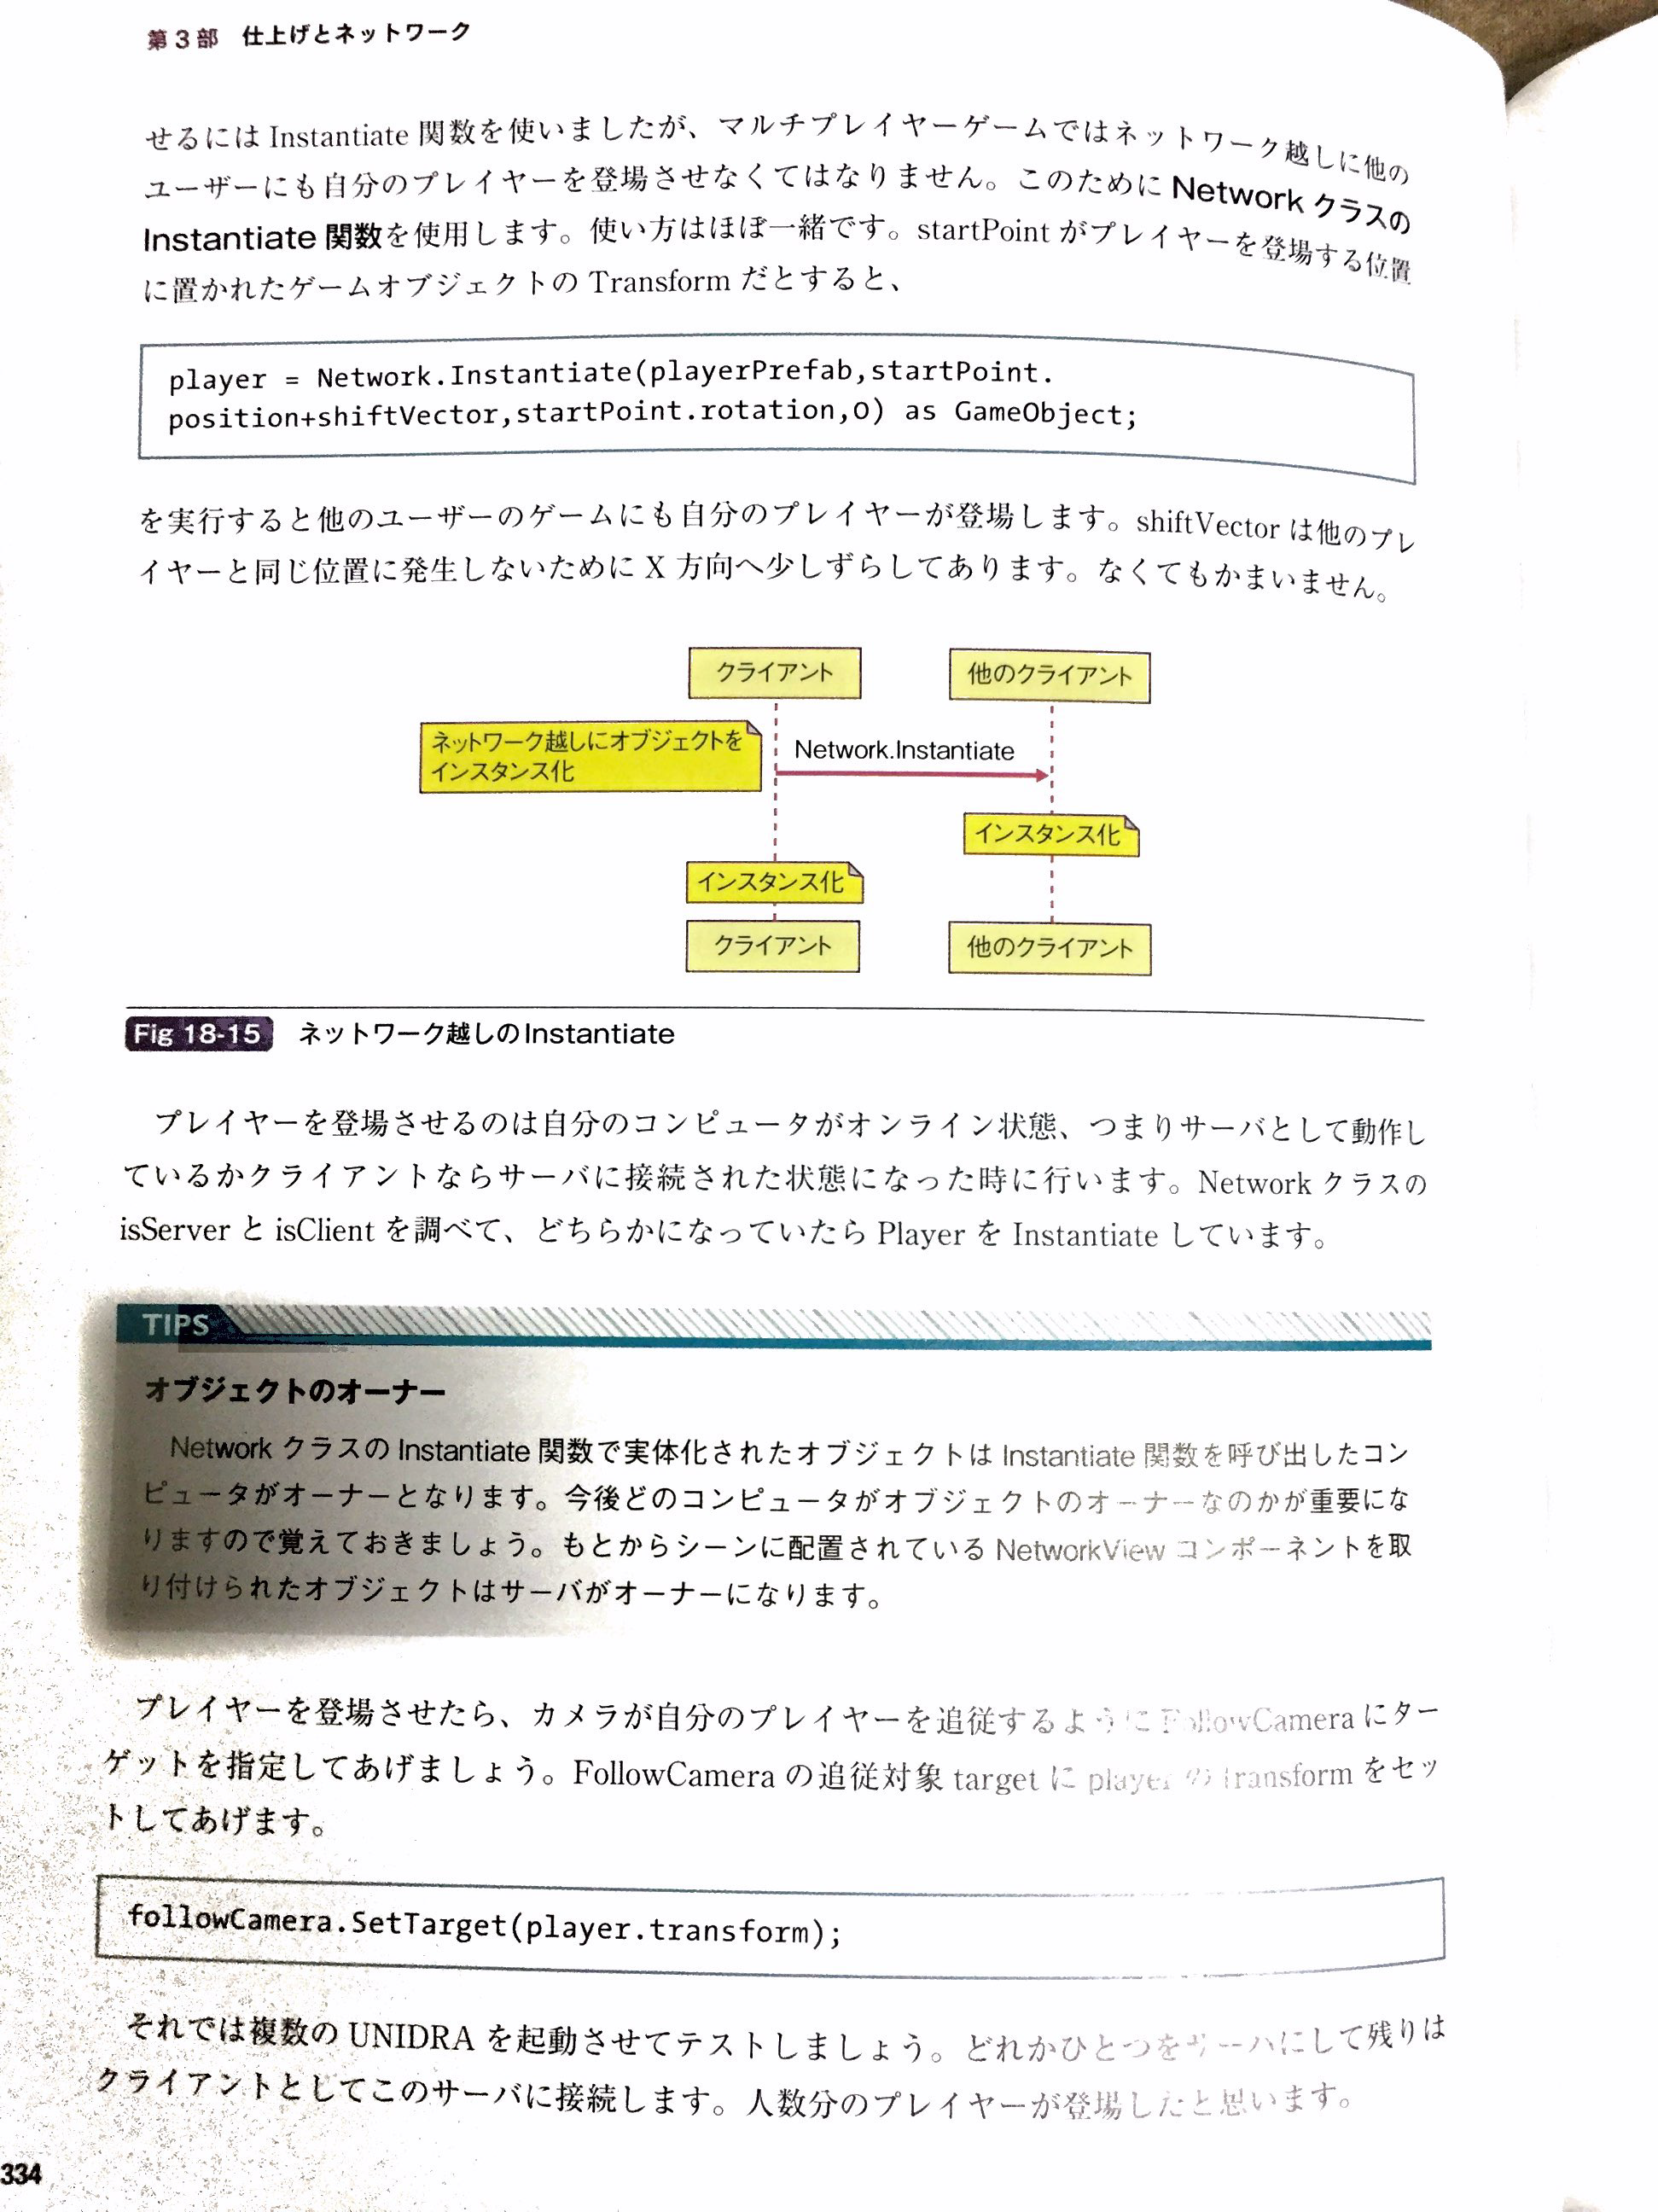 第3部 仕上げとネットワーク
せるには Instantiate 関数を使いましたが、マルチプレイヤーゲームではネットワーク越しに他の
ユーザーにも自分のプレイヤーを登場させなくてはなりません。このために Network クラスの
Instantiate 関数を使用します。使い方はほぼ一緒です。startPoint がプレイヤーを登場する位置
に置かれたゲームオブジェクトの Transform だとすると、
player = Network.Instantiate(playerPrefab,startPoint.
position+shiftVector,startPoint.rotation,0) as GameObject;
を実行すると他のユーザーのゲームにも自分のプレイヤーが登場します。shiftVector は他のプレ
イヤーと同じ位置に発生しないために X 方向へ少しずらしてあります。なくてもかまいません。
クライアント 他のクライアント
ネットワーク越しにオブジェクトを
インスタンス化
Network.Instantiate
インスタンス化
インスタンス化
クライアント 他のクライアント
Fig 18-15 ネットワーク越しのInstantiate
プレイヤーを登場させるのは自分のコンピュータがオンライン状態、つまりサーバとして動作し
ているかクライアントならサーバに接続された状態になった時に行います。Network クラスの
isServer と isClient を調べて、どちらかになっていたら Player を Instantiate しています。
TIPS
オブジェクトのオーナー
Network クラスの Instantiate 関数で実体化されたオブジェクトは Instantiate 関数を呼び出したコン
ピュータがオーナーとなります。今後どのコンピュータがオブジェクトのオーナーなのかが重要にな
りますので覚えておきましょう。もとからシーンに配置されている NetworkView コンポーネントを取
り付けられたオブジェクトはサーバがオーナーになります。
プレイヤーを登場させたら、カメラが自分のプレイヤーを追従するように FollowCamera にター
ゲットを指定してあげましょう。FollowCamera の追従対象 target に player の transform をセッ
トしてあげます。
followCamera.SetTarget(player.transform);
それでは複数の UNIDRA を起動させてテストしましょう。どれかひとつをサーバにして残りは
クライアントとしてこのサーバに接続します。人数分のプレイヤーが登場したと思います。
334